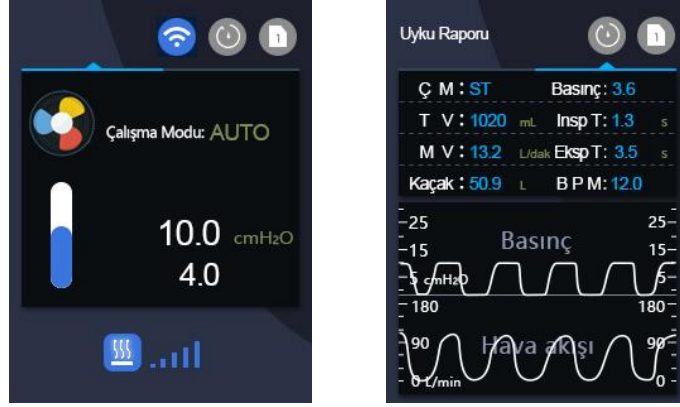 1
Çalışma Modu: AUTO
10.0 cmH₂O
4.0
Uyku Raporu
1
Ç M : ST Basınç: 3.6
T V : 1020 mL Insp T: 1.3 s
M V : 13.2 L/dak Eksp T: 3.5 s
Kaçak : 50.9 L B P M: 12.0
25 25
15 Basınç 15
5 cmH₂O 5
180 180
90 Hava akışı 90
0 L/min 0